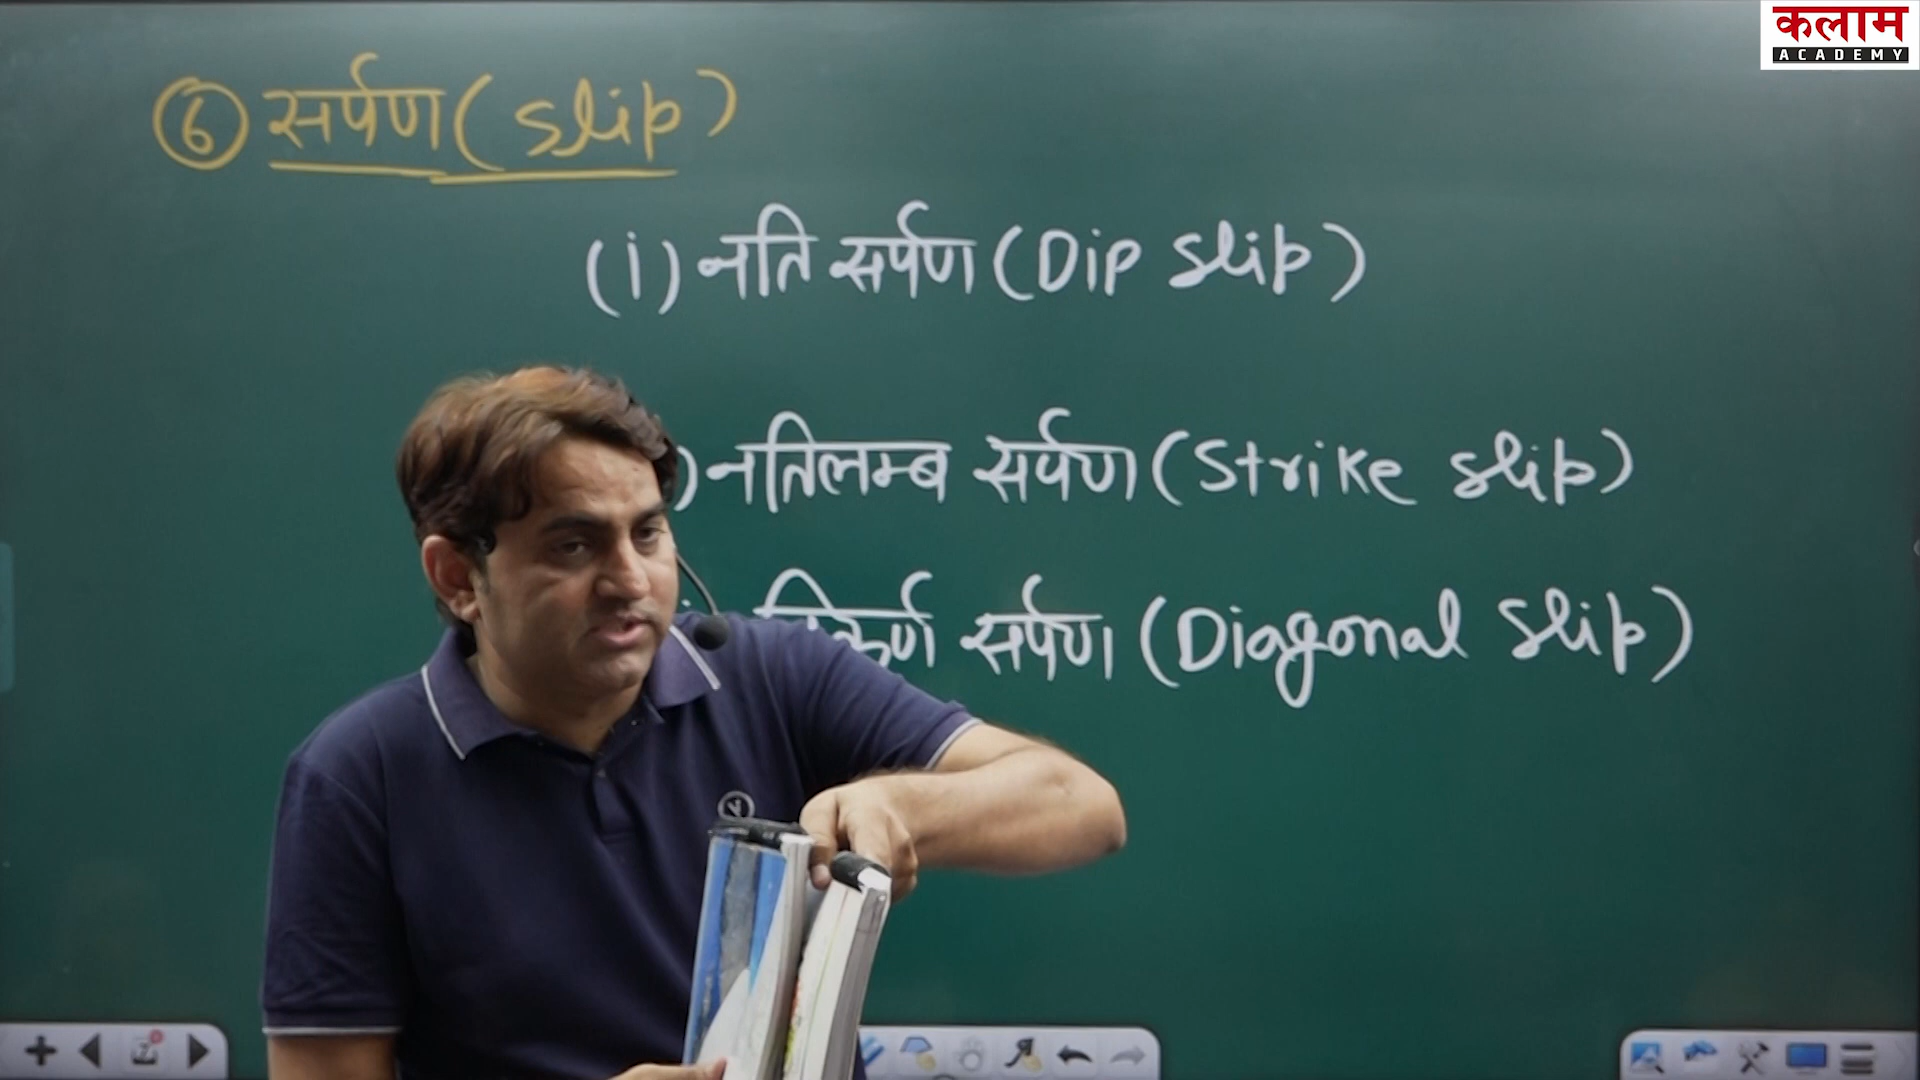 कलाम
ACADEMY
⑥ सर्पण (slip)
(i) नति सर्पण (Dip slip)
) नतिलम्ब सर्पण (Strike slip)
सर्पण (Diagonal slip)